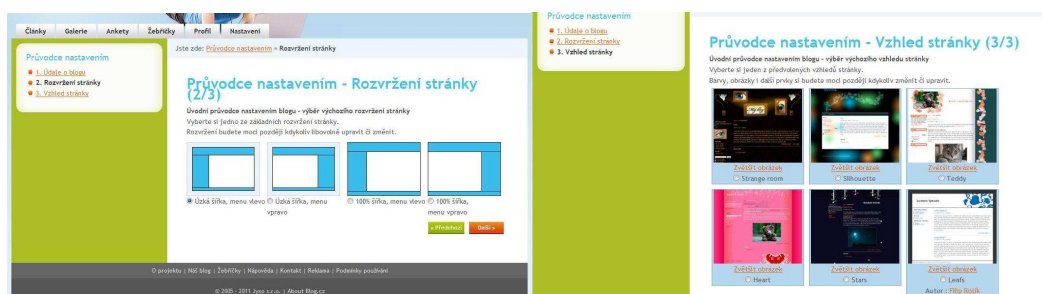 Články Galerie Ankety Žebříčky Profil Nastavení
Průvodce nastavením
1. Údaje o blogu
2. Rozvržení stránky
3. Vzhled stránky
Jste zde: Průvodce nastavením » Rozvržení stránky
Průvodce nastavením - Rozvržení stránky
(2/3)
Úvodní průvodce nastavením blogu - výběr výchozího rozvržení stránky
Vyberte si jedno ze základních rozvržení stránky.
Rozvržení budete moci později kdykoliv libovolně upravit či změnit.
Úzká šířka, menu vlevo
Úzká šířka, menu
vpravo
100% šířka, menu vlevo
100% šířka,
menu vpravo
« Předchozí
Další »
O projektu | Náš blog | Žebříčky | Nápověda | Kontakt | Reklama | Podmínky používání
© 2005 - 2011 Jyxo s.r.o. | About Blog.cz
Průvodce nastavením
1. Údaje o blogu
2. Rozvržení stránky
3. Vzhled stránky
Průvodce nastavením - Vzhled stránky (3/3)
Úvodní průvodce nastavením blogu - výběr výchozího vzhledu stránky
Vyberte si jeden z předvolených vzhledů stránky.
Barvy, obrázky i další prvky si budete moci později kdykoliv změnit či upravit.
Zvětšit obrázek
Strange room
Zvětšit obrázek
Silhouette
Zvětšit obrázek
Teddy
Zvětšit obrázek
Heart
Zvětšit obrázek
Stars
Zvětšit obrázek
Leafs
Autor : Filip Rošík